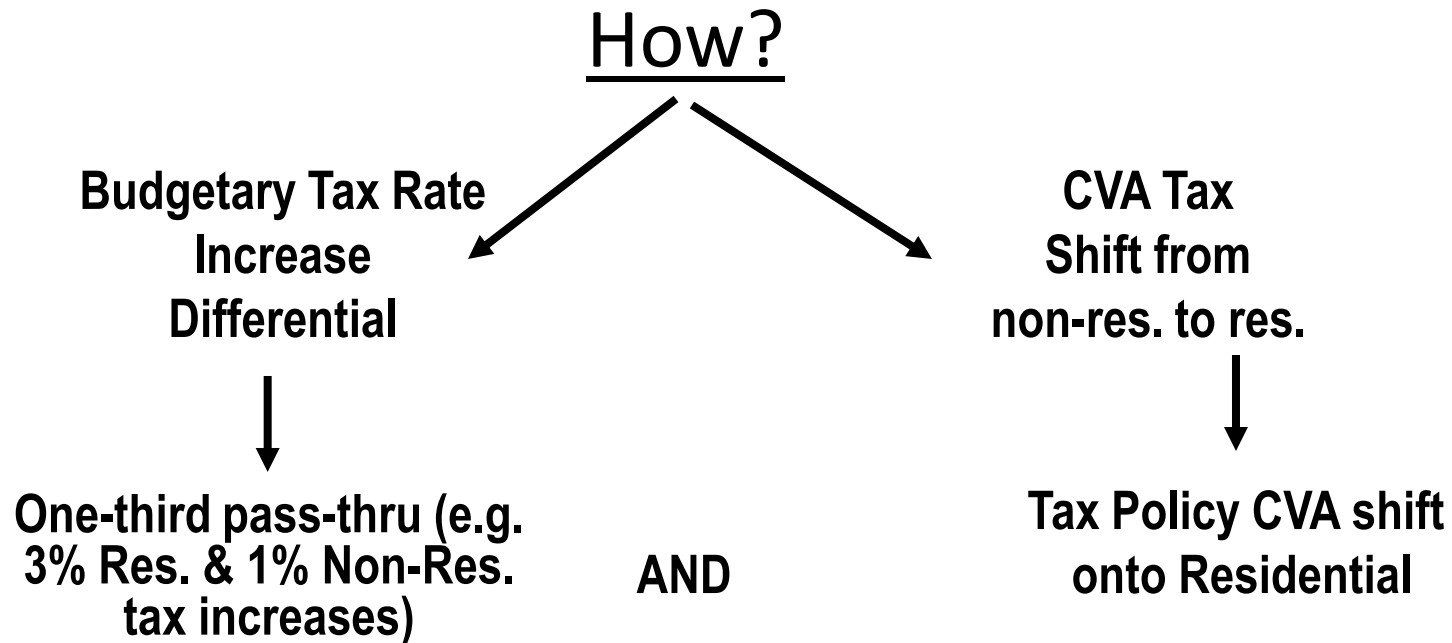 How?
Budgetary Tax Rate
Increase
Differential
CVA Tax
Shift from
non-res. to res.
One-third pass-thru (e.g.
3% Res. & 1% Non-Res.
tax increases)
AND
Tax Policy CVA shift
onto Residential